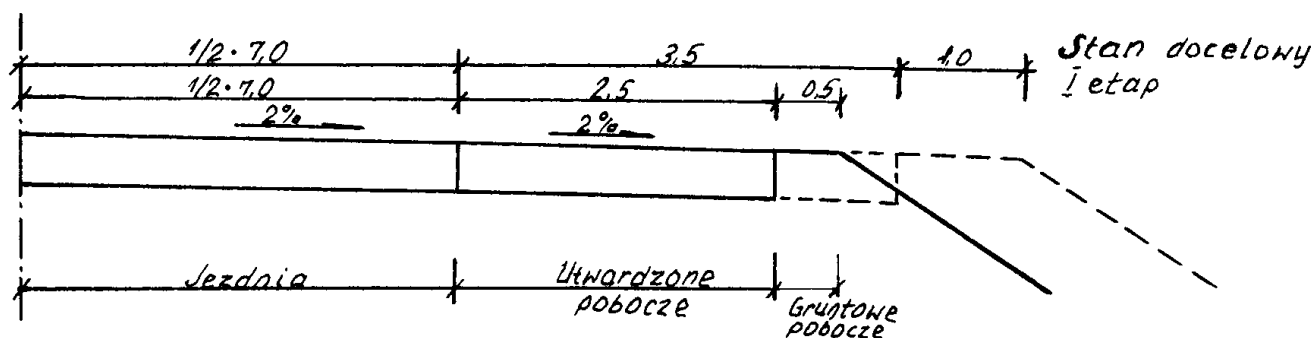 1/2·7,0
3,5
1,0
Stan docelowy
1/2·7,0
2,5
0,5
I etap
2%
2%
Jezdnia
Utwardzone
pobocze
Gruntowe
pobocze